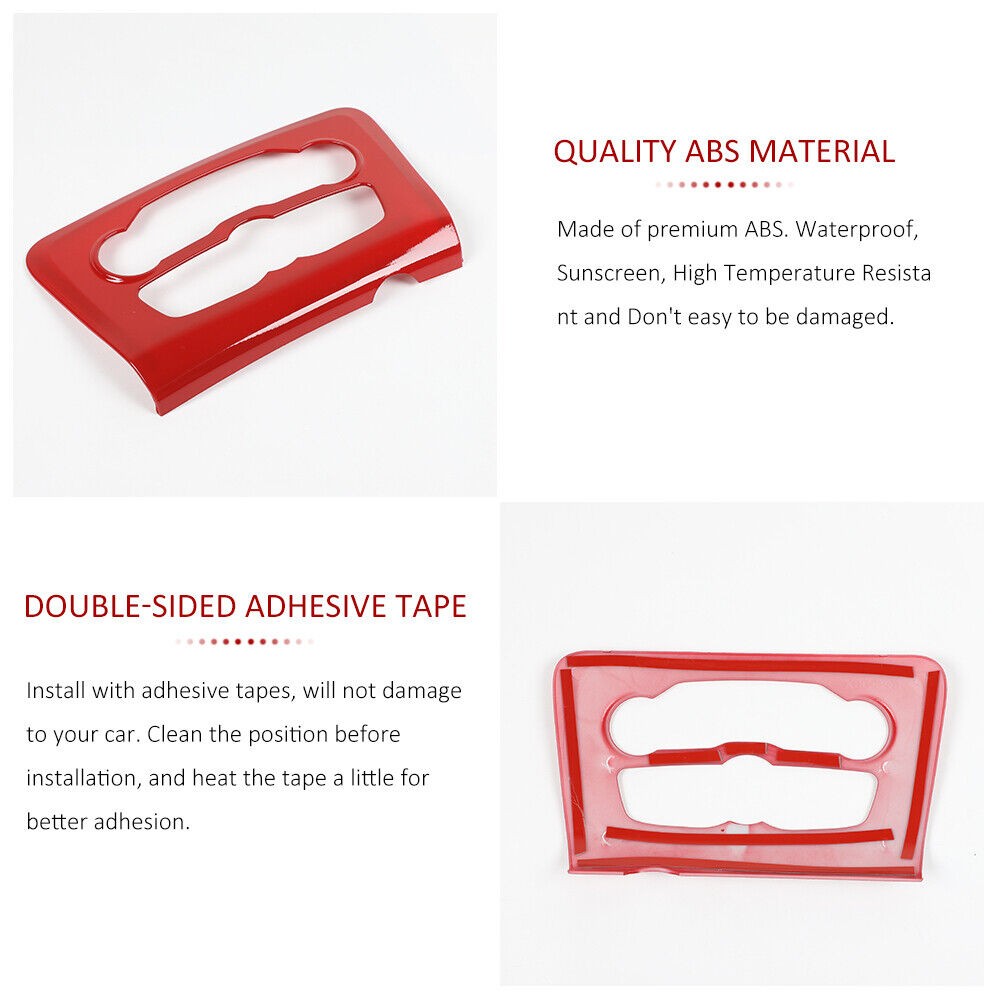 QUALITY ABS MATERIAL
Made of premium ABS. Waterproof,
Sunscreen, High Temperature Resista
nt and Don't easy to be damaged.
DOUBLE-SIDED ADHESIVE TAPE
Install with adhesive tapes, will not damage
to your car. Clean the position before
installation, and heat the tape a little for
better adhesion.